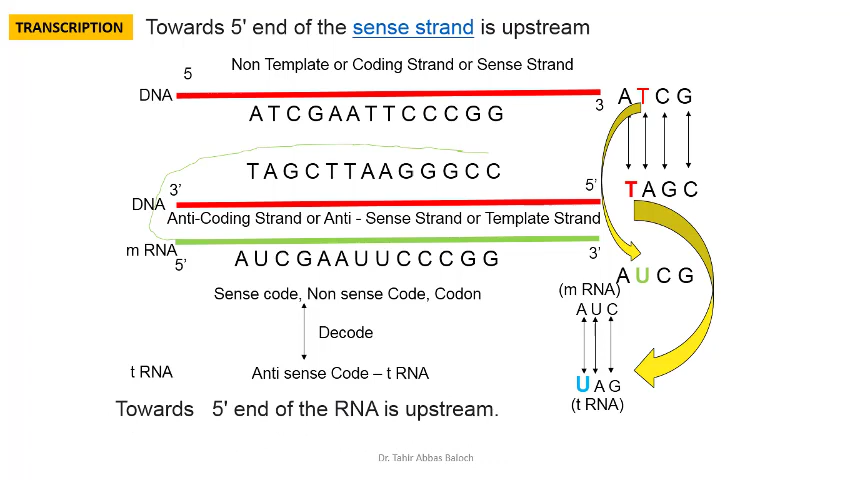 TRANSCRIPTION
Towards 5' end of the sense strand is upstream
Non Template or Coding Strand or Sense Strand
5
DNA
3
A T C G A A T T C C C G G
T A G C T T A A G G G C C
3’
5’
DNA
Anti-Coding Strand or Anti - Sense Strand or Template Strand
m RNA
5’
3’
A U C G A A U U C C C G G
Sense code, Non sense Code, Codon
Decode
t RNA
Anti sense Code – t RNA
Towards 5' end of the RNA is upstream.
A T C G
T A G C
A U C G
(m RNA)
A U C
U A G
(t RNA)
Dr. Tahir Abbas Baloch